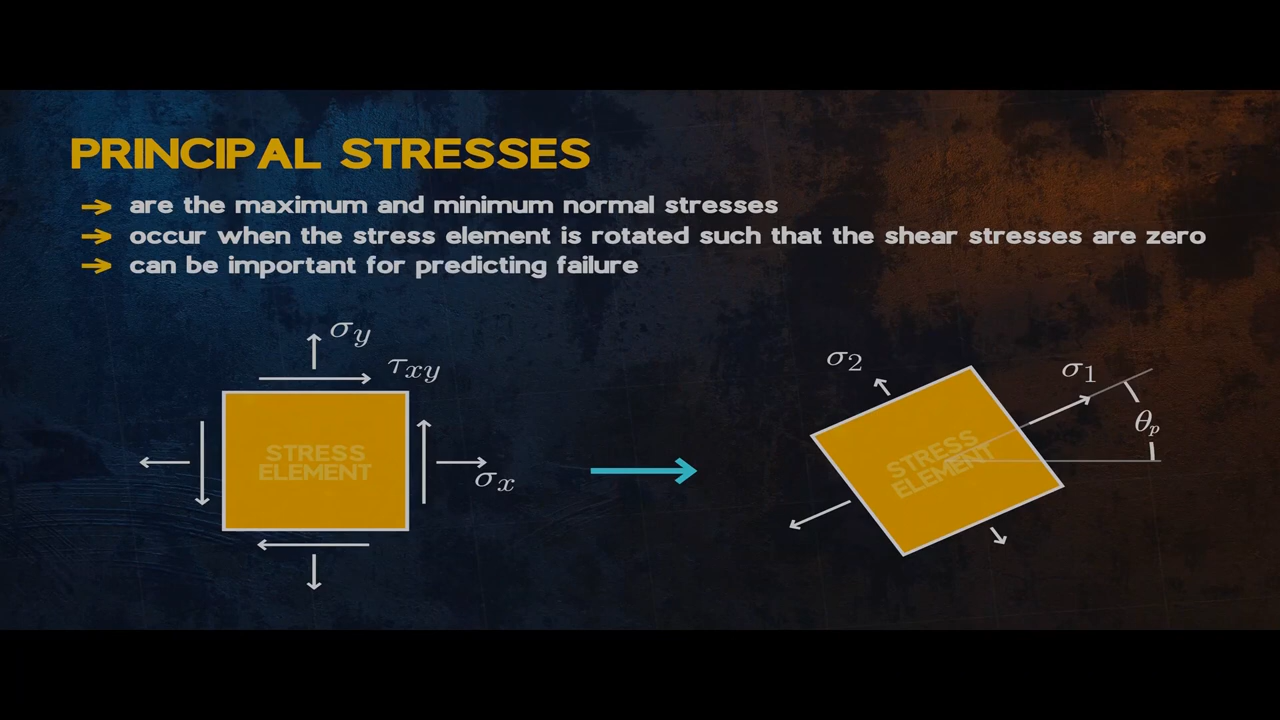 PRINCIPAL STRESSES
→ are the maximum and minimum normal stresses
→ occur when the stress element is rotated such that the shear stresses are zero
→ can be important for predicting failure
σy
τxy
STRESS
ELEMENT
σx
σ2
σ1
θp
STRESS
ELEMENT